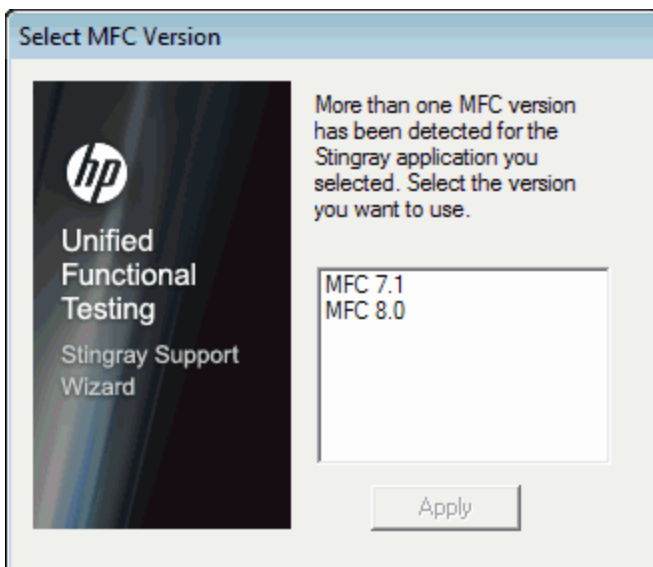 Select MFC Version
hp
Unified
Functional
Testing
Stingray Support
Wizard
More than one MFC version
has been detected for the
Stingray application you
selected. Select the version
you want to use.
MFC 7.1
MFC 8.0
Apply